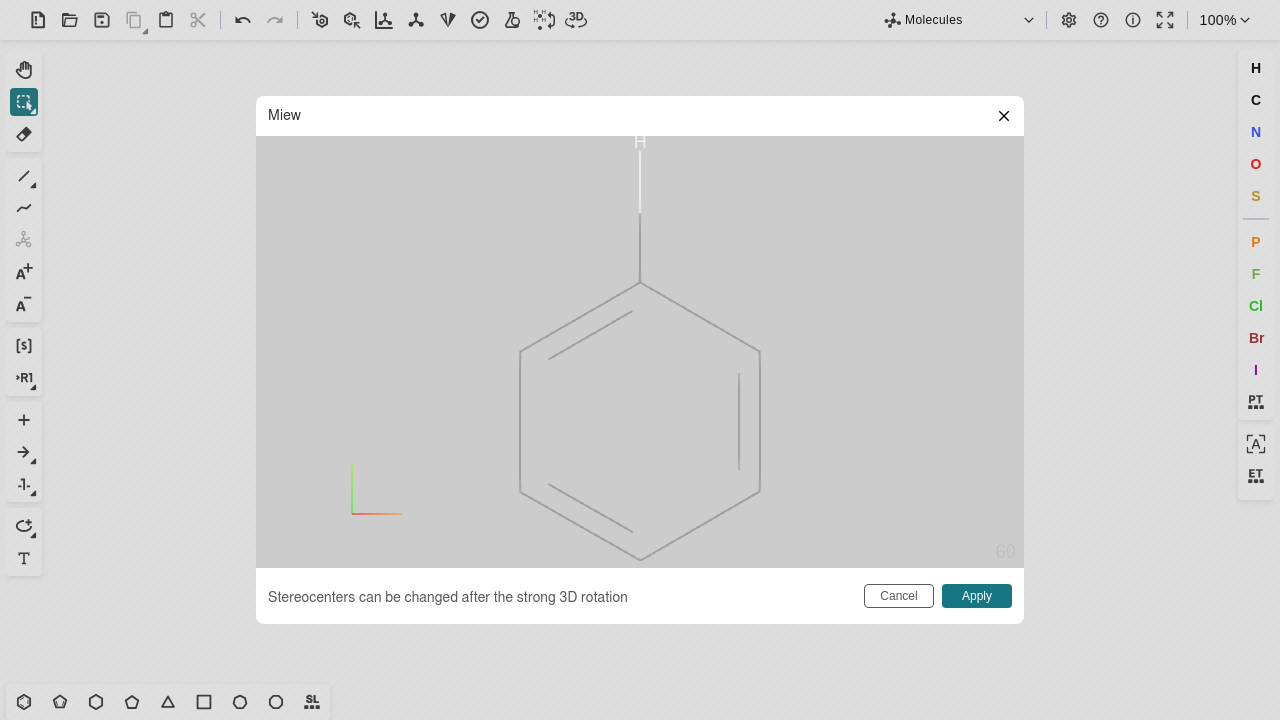 3D
Molecules
100%
Miew
H
60
Stereocenters can be changed after the strong 3D rotation
Cancel
Apply
A+
A−
[s]
R1
T
H
C
N
O
S
P
F
Cl
Br
I
PT
A
ET
SL